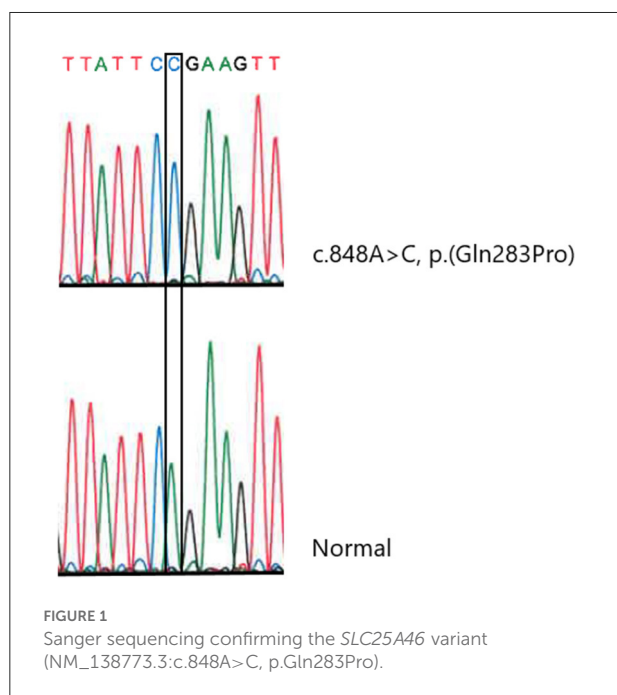 TTATTCCGAAGTT
c.848A>C, p.(Gln283Pro)
Normal
FIGURE 1
Sanger sequencing confirming the SLC25A46 variant
(NM_138773.3:c.848A>C, p.Gln283Pro).